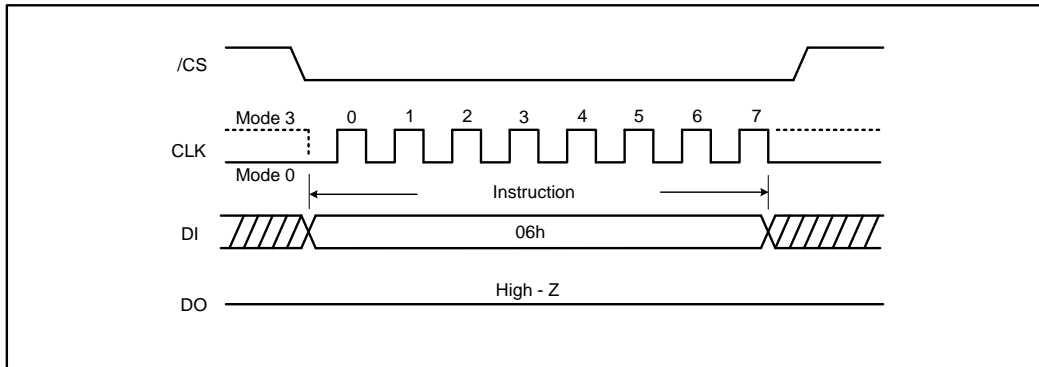 /CS
Mode 3
0 1 2 3 4 5 6 7
CLK
Mode 0
Instruction
DI
06h
High - Z
DO